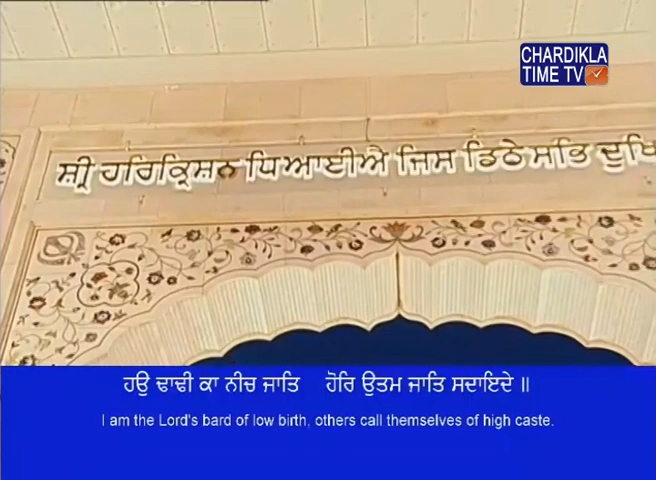 CHARDIKLA
TIME TV
ਸ਼੍ਰੀ ਹਰਿਕ੍ਰਿਸ਼ਨ ਧਿਆਈਐ ਜਿਸ ਡਿਠੇ ਸਭਿ ਦੁਖਿ
ਹਉ ਢਾਢੀ ਕਾ ਨੀਚ ਜਾਤਿ ਹੋਰਿ ਉਤਮ ਜਾਤਿ ਸਦਾਇਦੇ ॥
I am the Lord's bard of low birth, others call themselves of high caste.